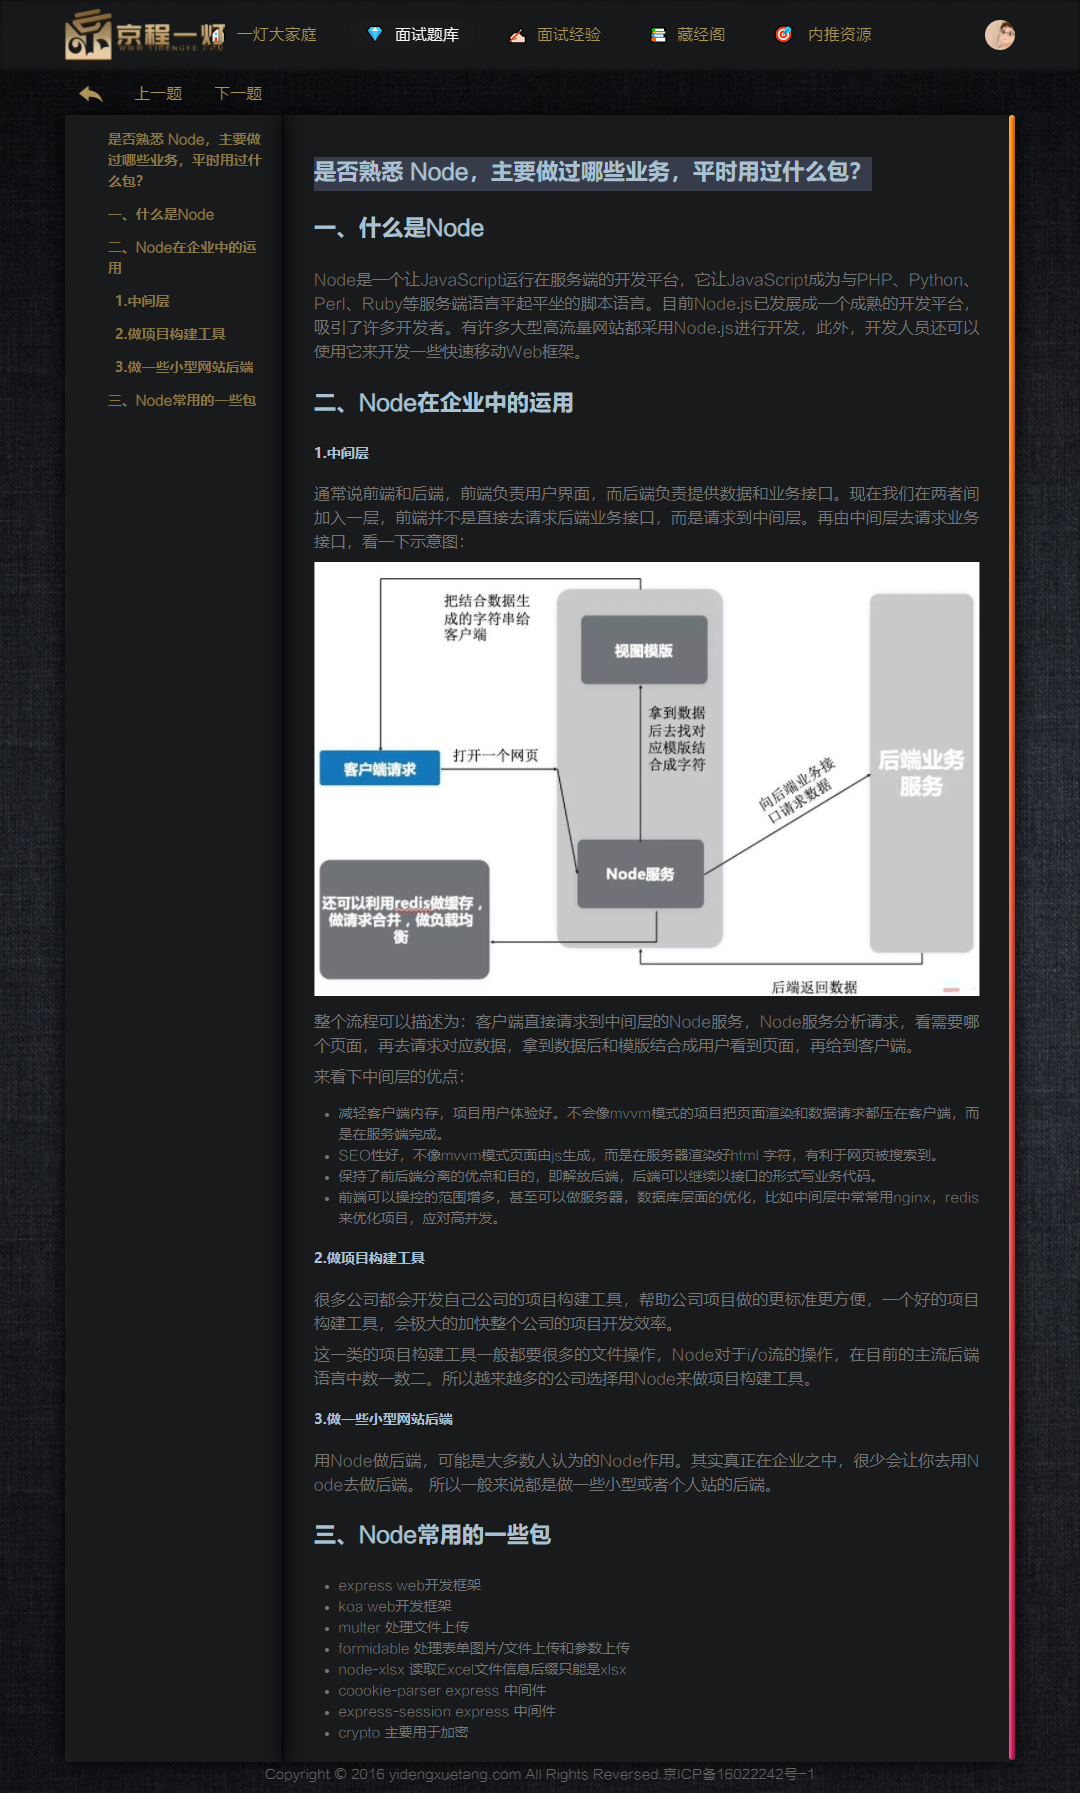 京程一灯
WWW.YIDENGFE.COM
一灯大家庭
面试题库
面试经验
藏经阁
内推资源
上一题
下一题
是否熟悉 Node，主要做
过哪些业务，平时用过什
么包？
一、什么是Node
二、Node在企业中的运
用
1.中间层
2.做项目构建工具
3.做一些小型网站后端
三、Node常用的一些包
是否熟悉 Node，主要做过哪些业务，平时用过什么包？
一、什么是Node
Node是一个让JavaScript运行在服务端的开发平台，它让JavaScript成为与PHP、Python、
Perl、Ruby等服务端语言平起平坐的脚本语言。目前Node.js已发展成一个成熟的开发平台，
吸引了许多开发者。有许多大型高流量网站都采用Node.js进行开发，此外，开发人员还可以
使用它来开发一些快速移动Web框架。
二、Node在企业中的运用
1.中间层
通常说前端和后端，前端负责用户界面，而后端负责提供数据和业务接口。现在我们在两者间
加入一层，前端并不是直接去请求后端业务接口，而是请求到中间层。再由中间层去请求业务
接口，看一下示意图：
把结合数据生
成的字符串给
客户端
视图模版
拿到数据
后去找对
应模版结
合成字符
打开一个网页
客户端请求
向后端业务接
口请求数据
后端业务
服务
Node服务
还可以利用redis做缓存，
做请求合并，做负载均
衡
后端返回数据
整个流程可以描述为：客户端直接请求到中间层的Node服务，Node服务分析请求，看需要哪
个页面，再去请求对应数据，拿到数据后和模版结合成用户看到页面，再给到客户端。
来看下中间层的优点：
• 减轻客户端内存，项目用户体验好。不会像mvvm模式的项目把页面渲染和数据请求都压在客户端，而
是在服务端完成。
• SEO性好，不像mvvm模式页面由js生成，而是在服务器渲染好html 字符，有利于网页被搜索到。
• 保持了前后端分离的优点和目的，即解放后端，后端可以继续以接口的形式写业务代码。
• 前端可以操控的范围增多，甚至可以做服务器，数据库层面的优化，比如中间层中常常用nginx，redis
来优化项目，应对高并发。
2.做项目构建工具
很多公司都会开发自己公司的项目构建工具，帮助公司项目做的更标准更方便，一个好的项目
构建工具，会极大的加快整个公司的项目开发效率。
这一类的项目构建工具一般都要很多的文件操作，Node对于i/o流的操作，在目前的主流后端
语言中数一数二。所以越来越多的公司选择用Node来做项目构建工具。
3.做一些小型网站后端
用Node做后端，可能是大多数人认为的Node作用。其实真正在企业之中，很少会让你去用N
ode去做后端。 所以一般来说都是做一些小型或者个人站的后端。
三、Node常用的一些包
• express web开发框架
• koa web开发框架
• multer 处理文件上传
• formidable 处理表单图片/文件上传和参数上传
• node-xlsx 读取Excel文件信息后缀只能是xlsx
• coookie-parser express 中间件
• express-session express 中间件
• crypto 主要用于加密
Copyright © 2016 yidengxuetang.com All Rights Reversed.京ICP备16022242号-1